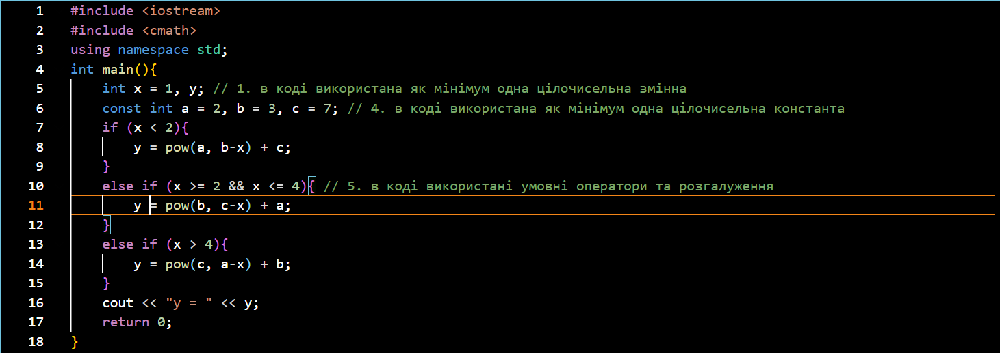 1 #include <iostream>
2 #include <cmath>
3 using namespace std;
4 int main(){
5 int x = 1, y; // 1. в коді використана як мінімум одна цілочисельна змінна
6 const int a = 2, b = 3, c = 7; // 4. в коді використана як мінімум одна цілочисельна константа
7 if (x < 2){
8 y = pow(a, b-x) + c;
9 }
10 else if (x >= 2 && x <= 4){ // 5. в коді використані умовні оператори та розгалуження
11 y = pow(b, c-x) + a;
12 }
13 else if (x > 4){
14 y = pow(c, a-x) + b;
15 }
16 cout << "y = " << y;
17 return 0;
18 }